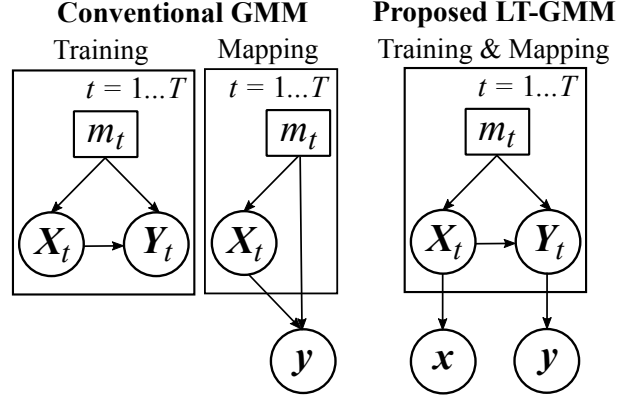 Conventional GMM
Training
Mapping
t = 1...T
m_t
X_t
Y_t
t = 1...T
m_t
X_t
y
Proposed LT-GMM
Training & Mapping
t = 1...T
m_t
X_t
Y_t
x
y